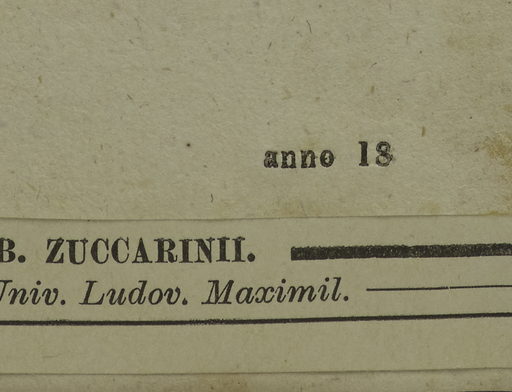 anno 18
B. ZUCCARINII.
Univ. Ludov. Maximil.